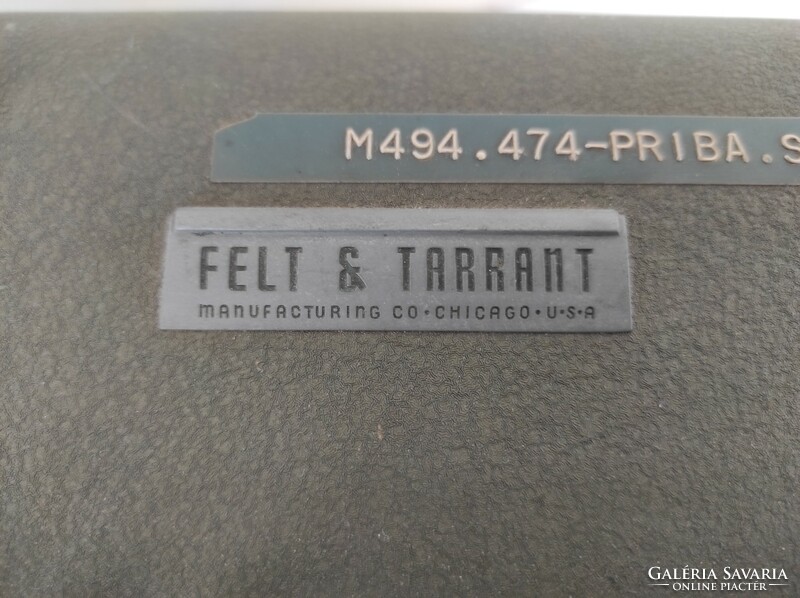 M494.474-PRIBA.S
FELT & TARRANT
MANUFACTURING CO•CHICAGO•U•S•A
GALÉRIA SAVARIA
ONLINE PIACTÉR